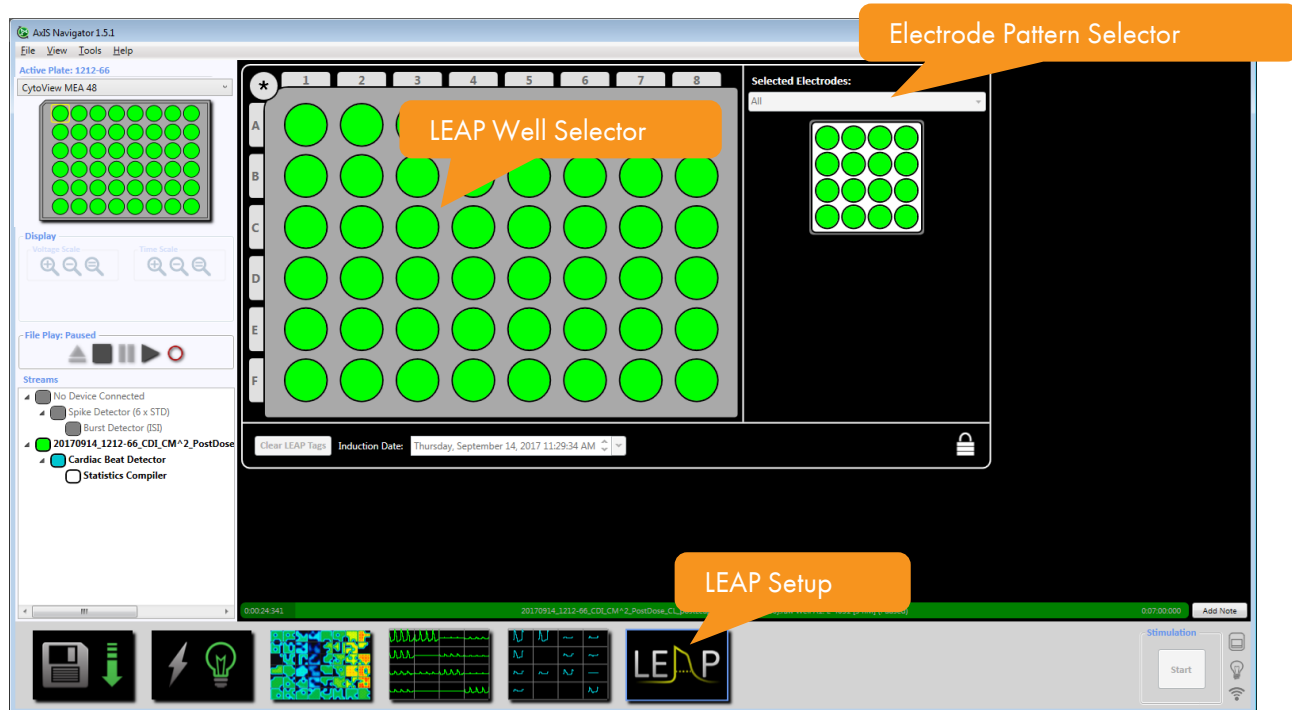 AxIS Navigator 1.5.1
File View Tools Help
Electrode Pattern Selector
Active Plate: 1212-66
CytoView MEA 48
* 1 2 3 4 5 6 7 8
A
B
C
D
E
F
LEAP Well Selector
Selected Electrodes:
All
Display
Voltage Scale
Time Scale
File Play: Paused
Streams
No Device Connected
Spike Detector (6 x STD)
Burst Detector (ISI)
20170914_1212-66_CDI_CM^2_PostDose
Cardiac Beat Detector
Statistics Compiler
Clear LEAP Tags Induction Date: Thursday, September 14, 2017 11:29:34 AM
LEAP Setup
0:00:24:341 20170914_1212-66_CDI_CM^2_PostDose_CL 0:07:00:000 Add Note
LEAP
Stimulation
Start